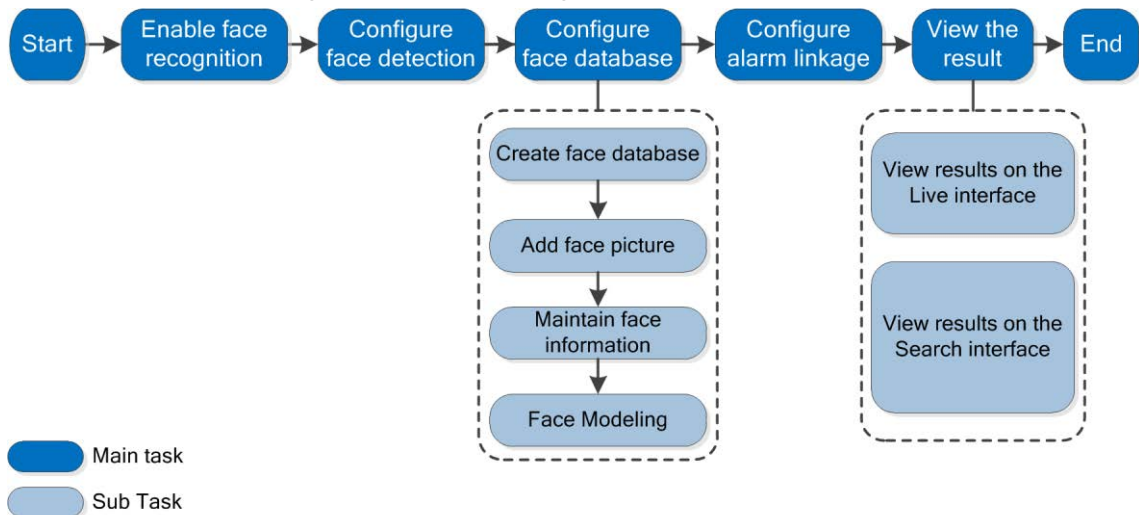 Start
Enable face
recognition
Configure
face detection
Configure
face database
Configure
alarm linkage
View the
result
End
Create face database
Add face picture
Maintain face
information
Face Modeling
View results on the
Live interface
View results on the
Search interface
Main task
Sub Task